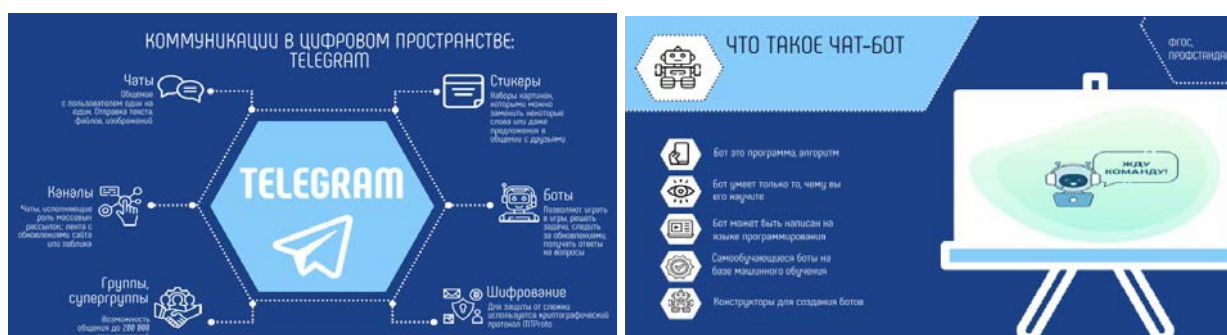 КОММУНИКАЦИИ В ЦИФРОВОМ ПРОСТРАНСТВЕ:
TELEGRAM
Чаты
Общение
с пользователем один на
один. Отправка текста,
файлов, изображений
Каналы
Чаты, исполняющие
роль массовых
рассылок; лента с
обновлениями сайта
или паблика
Группы,
супергруппы
Возможность
общения до 200 000
TELEGRAM
Стикеры
Наборы картинок,
которыми можно
заменить некоторые
слова или даже
предложения в
общении с друзьями
Боты
Позволяют играть
в игры, решать
задачи, следить
за обновлениями,
получать ответы
на вопросы
Шифрование
Для защиты от слежки
используется криптографический
протокол MTProto
ЧТО ТАКОЕ ЧАТ-БОТ
ФГОС,
ПРОФСТАНДА
Бот это программа, алгоритм
Бот умеет только то, чему вы
его научите
Бот может быть написан на
языке программирования
Самообучающиеся боты на
базе машинного обучения
Конструкторы для создания ботов
ЖДУ
КОМАНДУ!